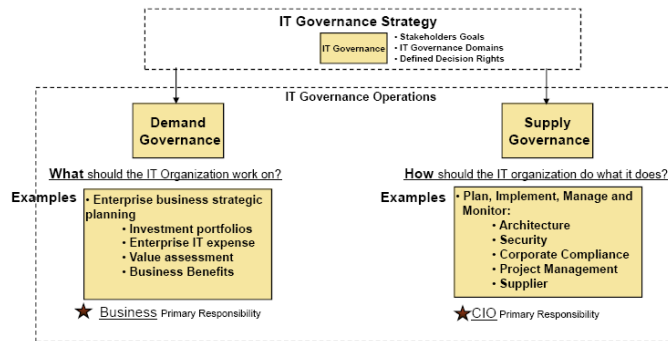 IT Governance Strategy
IT Governance
• Stakeholders Goals
• IT Governance Domains
• Defined Decision Rights
IT Governance Operations
Demand
Governance
What should the IT Organization work on?
Examples
• Enterprise business strategic
planning
• Investment portfolios
• Enterprise IT expense
• Value assessment
• Business Benefits
Business Primary Responsibility
Supply
Governance
How should the IT organization do what it does?
Examples
• Plan, Implement, Manage and
Monitor:
• Architecture
• Security
• Corporate Compliance
• Project Management
• Supplier
CIO Primary Responsibility